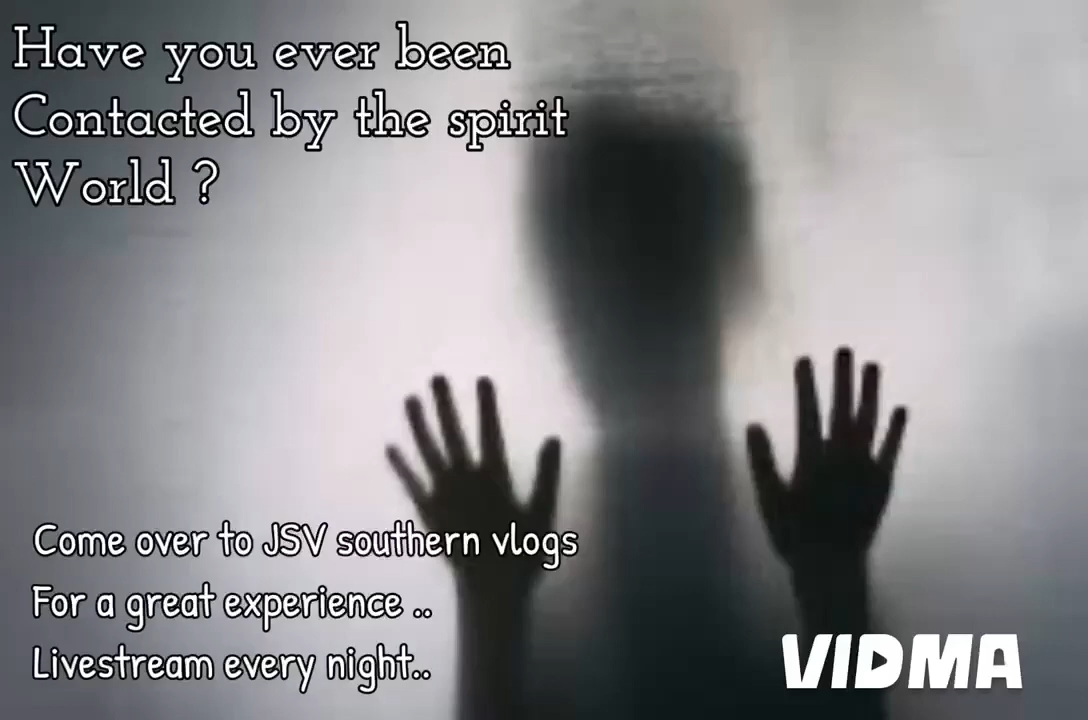 Have you ever been
Contacted by the spirit
World ?
Come over to JSV southern vlogs
For a great experience ..
Livestream every night..
VIDMA